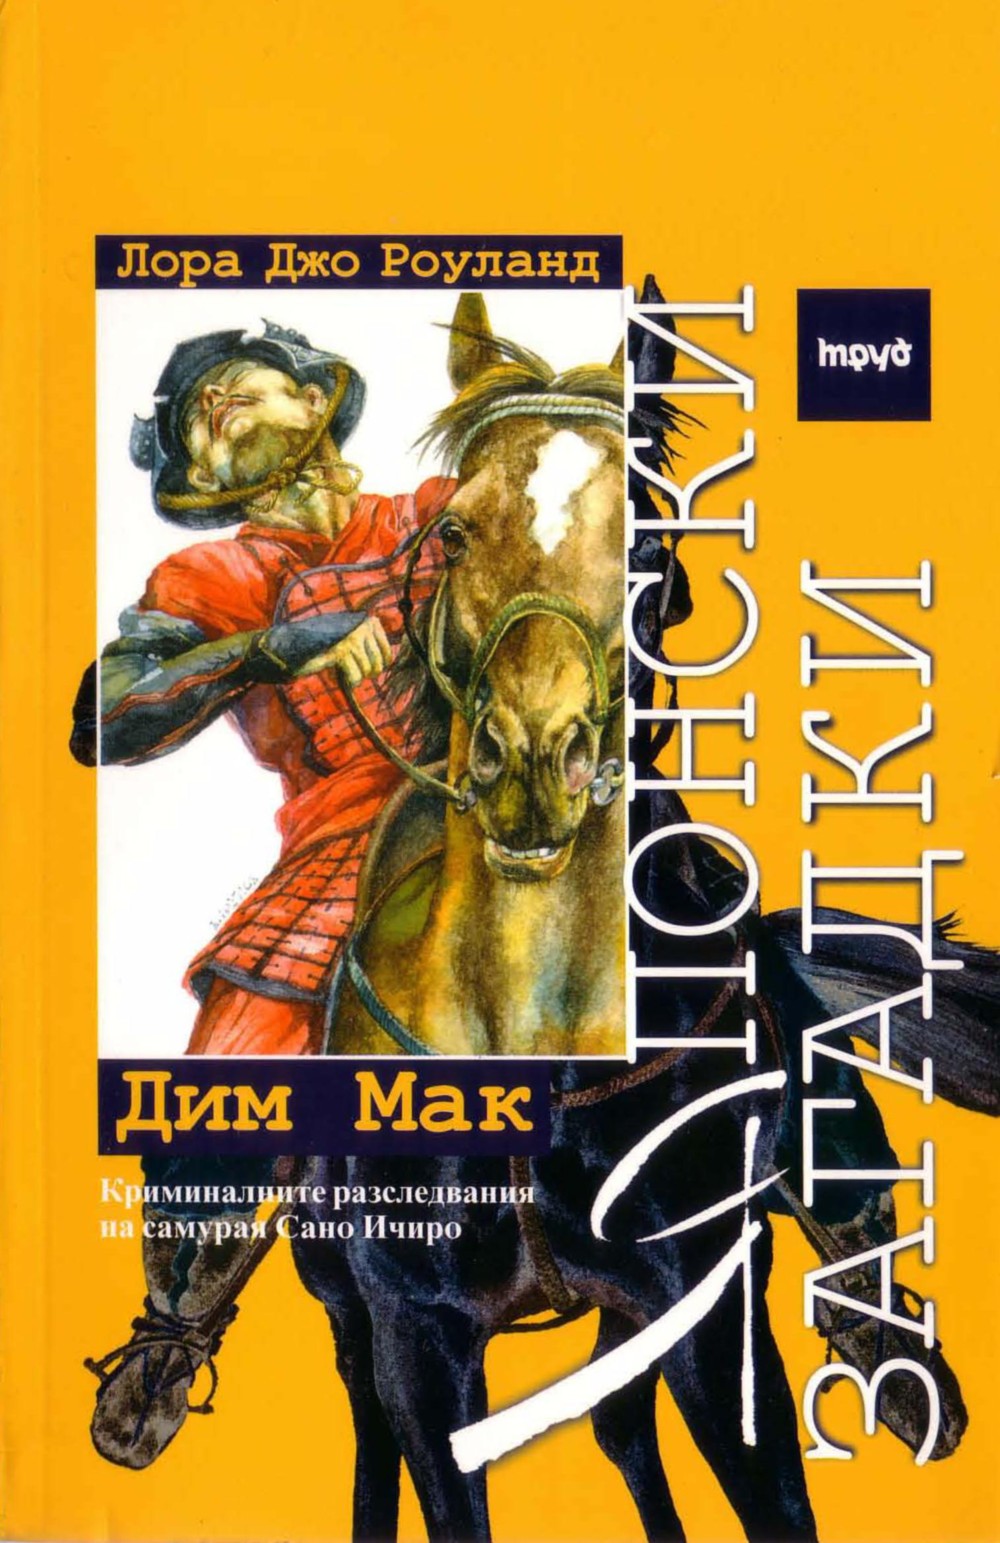 Лора Джо Роуланд
труд
Дим Мак
Криминалните разследвания
на самурая Сано Ичиро
ЯПОНСКИ
ЗАГАДКИ